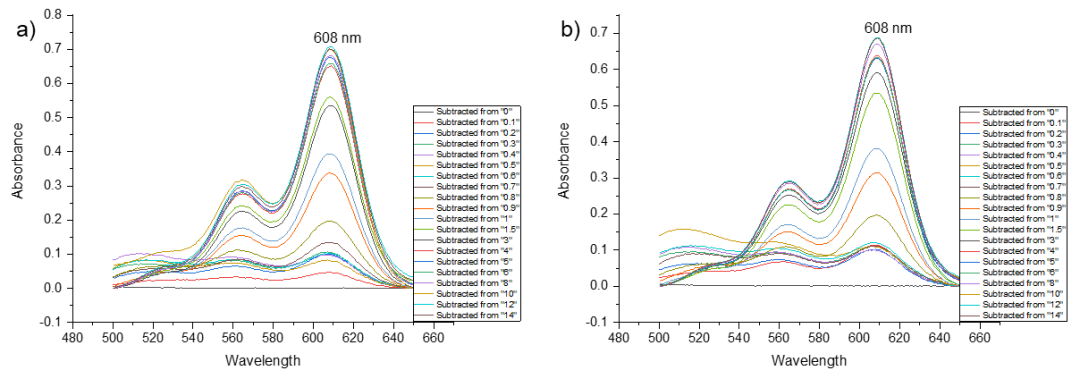 a)
608 nm
0.8
0.7
0.6
0.5
0.4
0.3
0.2
0.1
0.0
-0.1
Absorbance
480 500 520 540 560 580 600 620 640 660
Wavelength
Subtracted from "0"
Subtracted from "0.1"
Subtracted from "0.2"
Subtracted from "0.3"
Subtracted from "0.4"
Subtracted from "0.5"
Subtracted from "0.6"
Subtracted from "0.7"
Subtracted from "0.8"
Subtracted from "0.9"
Subtracted from "1"
Subtracted from "1.5"
Subtracted from "3"
Subtracted from "4"
Subtracted from "5"
Subtracted from "6"
Subtracted from "8"
Subtracted from "10"
Subtracted from "12"
Subtracted from "14"
b)
608 nm
0.7
0.6
0.5
0.4
0.3
0.2
0.1
0.0
-0.1
Absorbance
480 500 520 540 560 580 600 620 640 660
Wavelength
Subtracted from "0"
Subtracted from "0.1"
Subtracted from "0.2"
Subtracted from "0.3"
Subtracted from "0.4"
Subtracted from "0.5"
Subtracted from "0.6"
Subtracted from "0.7"
Subtracted from "0.8"
Subtracted from "0.9"
Subtracted from "1"
Subtracted from "1.5"
Subtracted from "3"
Subtracted from "4"
Subtracted from "5"
Subtracted from "6"
Subtracted from "8"
Subtracted from "10"
Subtracted from "12"
Subtracted from "14"